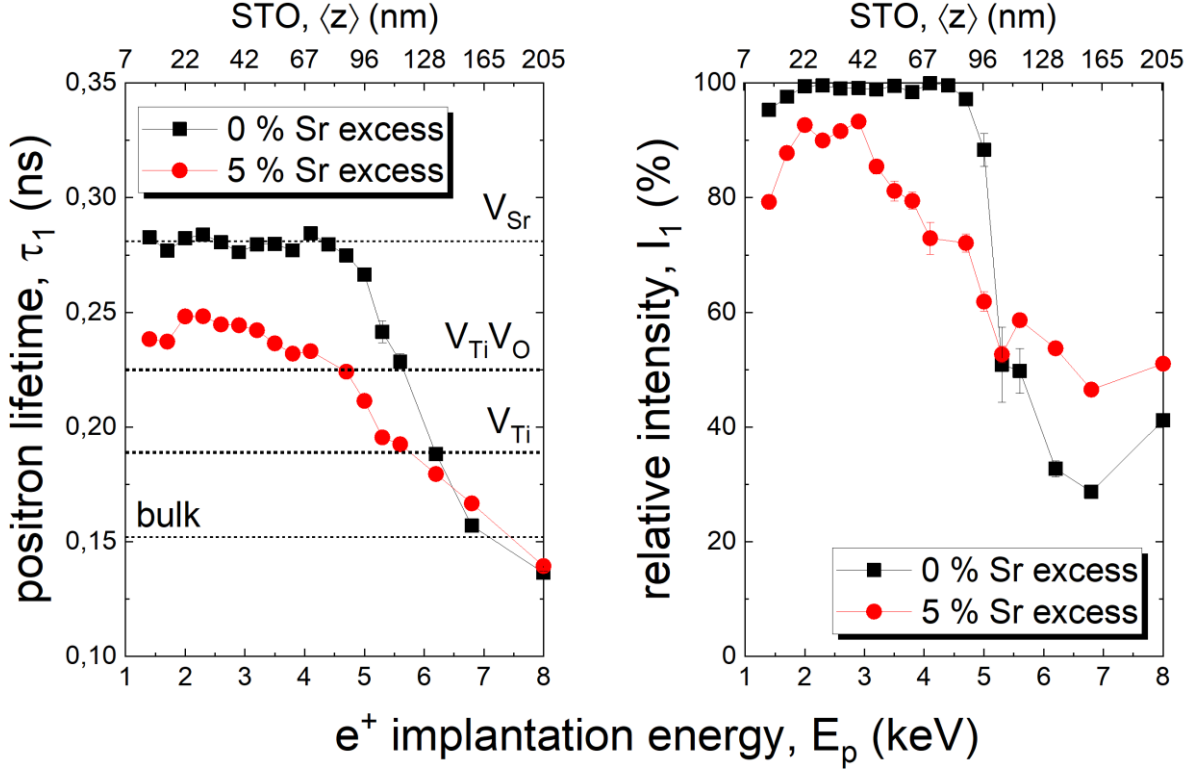 STO, ⟨z⟩ (nm)
7 22 42 67 96 128 165 205
0,35
0,30
0,25
0,20
0,15
0,10
positron lifetime, τ1 (ns)
0 % Sr excess
5 % Sr excess
VSr
VTiVO
VTi
bulk
1 2 3 4 5 6 7 8
STO, ⟨z⟩ (nm)
7 22 42 67 96 128 165 205
100
80
60
40
20
0
relative intensity, I1 (%)
0 % Sr excess
5 % Sr excess
1 2 3 4 5 6 7 8
e+ implantation energy, Ep (keV)